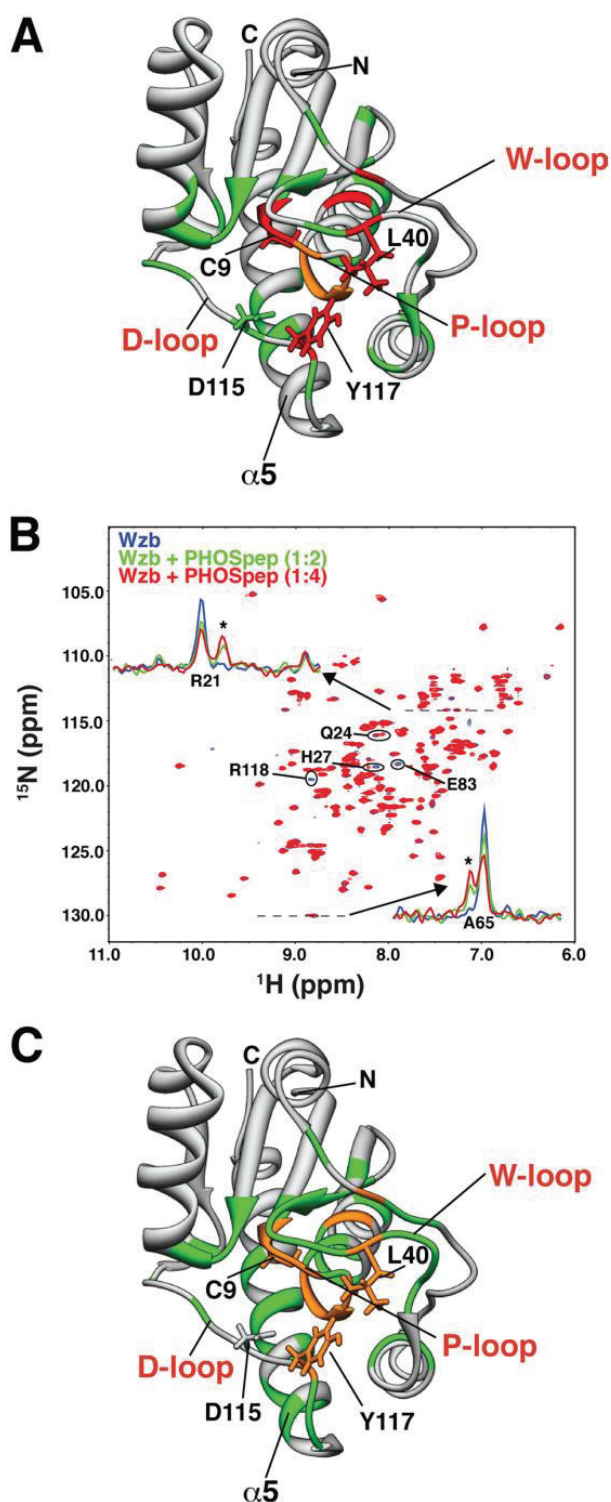 A
C
N
W-loop
C9
L40
D-loop
P-loop
D115
Y117
α5
B
Wzb
Wzb + PHOSpep (1:2)
Wzb + PHOSpep (1:4)
105.0
*
110.0
R21
115.0
Q24
H27
R118
E83
120.0
125.0
*
130.0
A65
11.0 10.0 9.0 8.0 7.0 6.0
¹⁵N (ppm)
¹H (ppm)
C
C
N
W-loop
L40
C9
D-loop
P-loop
D115
Y117
α5